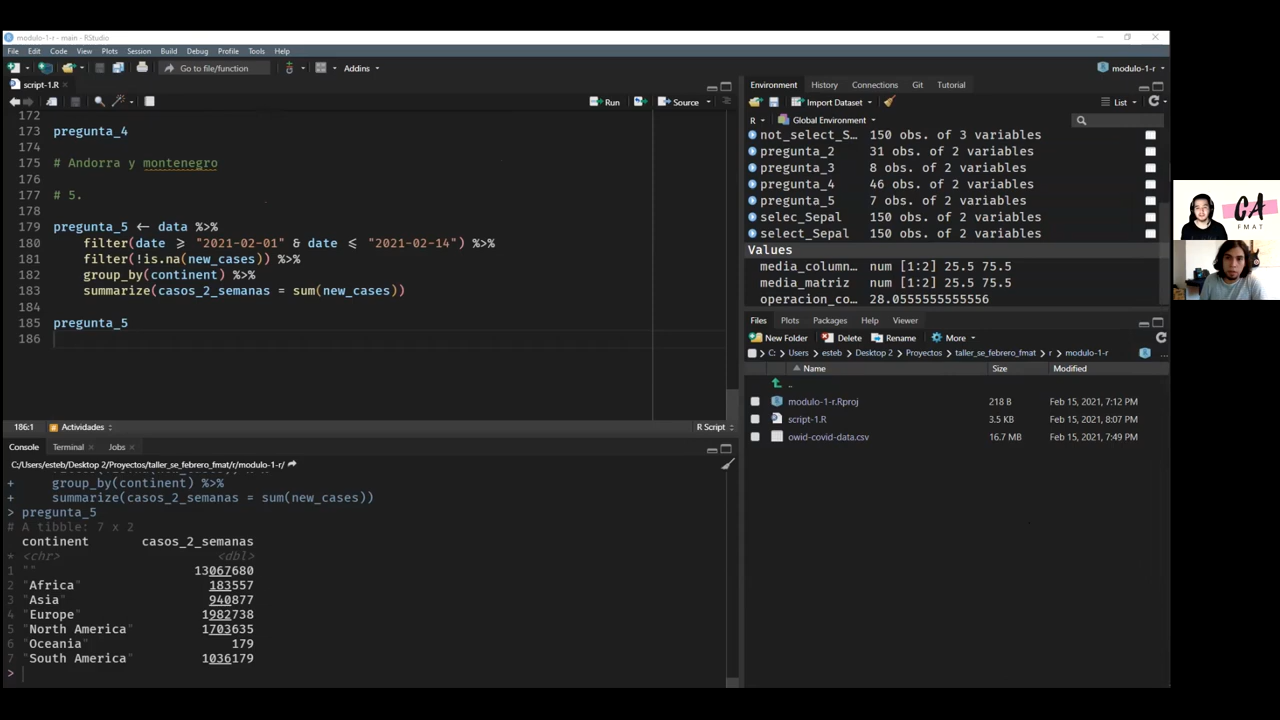 modulo-1-r - main - RStudio
File Edit Code View Plots Session Build Debug Profile Tools Help
Go to file/function Addins modulo-1-r
script-1.R
Run Source
172
173 pregunta_4
174
175 # Andorra y montenegro
176
177 # 5.
178
179 pregunta_5 <- data %>%
180 filter(date >= "2021-02-01" & date <= "2021-02-14") %>%
181 filter(!is.na(new_cases)) %>%
182 group_by(continent) %>%
183 summarize(casos_2_semanas = sum(new_cases))
184
185 pregunta_5
186
186:1 # Actividades R Script
Console Terminal Jobs
C:/Users/esteb/Desktop 2/Proyectos/taller_se_febrero_fmat/r/modulo-1-r/
+ group_by(continent) %>%
+ summarize(casos_2_semanas = sum(new_cases))
> pregunta_5
# A tibble: 7 x 2
continent casos_2_semanas
* <chr> <dbl>
1 "" 13067680
2 "Africa" 183557
3 "Asia" 940877
4 "Europe" 1982738
5 "North America" 1703635
6 "Oceania" 179
7 "South America" 1036179
>
Environment History Connections Git Tutorial
Import Dataset List
R Global Environment
not_select_S… 150 obs. of 3 variables
pregunta_2 31 obs. of 2 variables
pregunta_3 8 obs. of 2 variables
pregunta_4 46 obs. of 2 variables
pregunta_5 7 obs. of 2 variables
selec_Sepal 150 obs. of 2 variables
select_Sepal 150 obs. of 2 variables
Values
media_column… num [1:2] 25.5 75.5
media_matriz num [1:2] 25.5 75.5
operacion_co… 28.0555555555556
Files Plots Packages Help Viewer
New Folder Delete Rename More
C: > Users > esteb > Desktop 2 > Proyectos > taller_se_febrero_fmat > r > modulo-1-r ...
Name Size Modified
..
modulo-1-r.Rproj 218 B Feb 15, 2021, 7:12 PM
script-1.R 3.5 KB Feb 15, 2021, 8:07 PM
owid-covid-data.csv 16.7 MB Feb 15, 2021, 7:49 PM
CA
FMAT